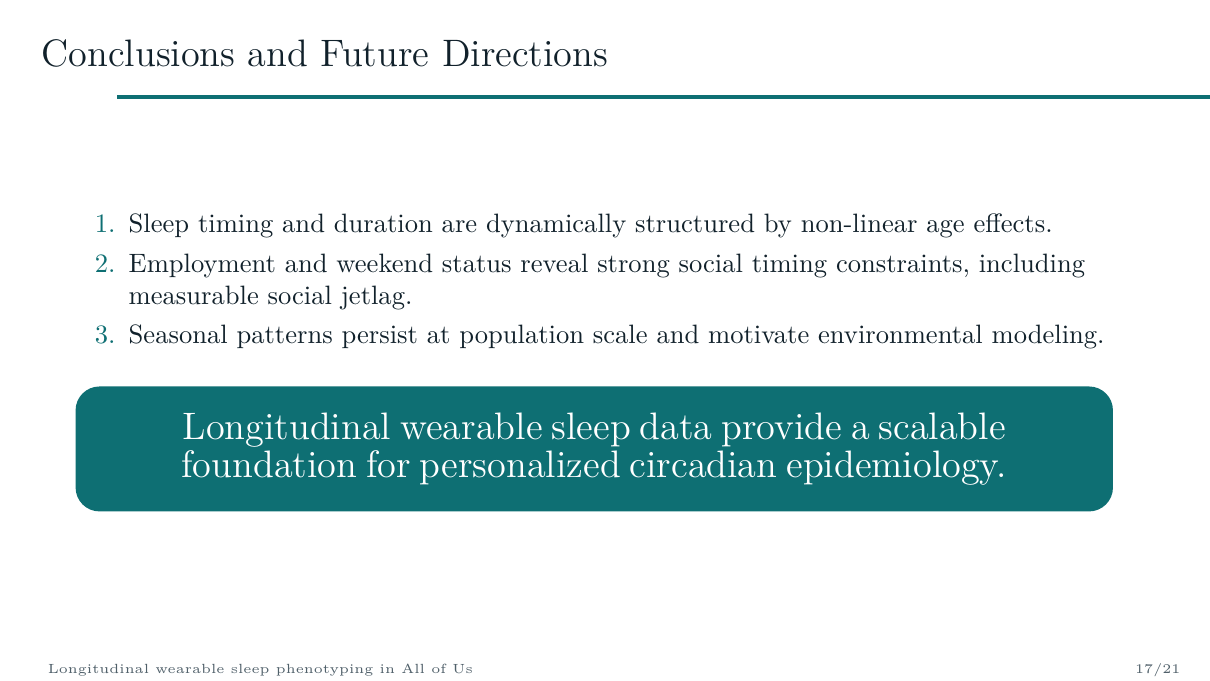 Conclusions and Future Directions
1. Sleep timing and duration are dynamically structured by non-linear age effects.
2. Employment and weekend status reveal strong social timing constraints, including
measurable social jetlag.
3. Seasonal patterns persist at population scale and motivate environmental modeling.
Longitudinal wearable sleep data provide a scalable
foundation for personalized circadian epidemiology.
Longitudinal wearable sleep phenotyping in All of Us
17/21